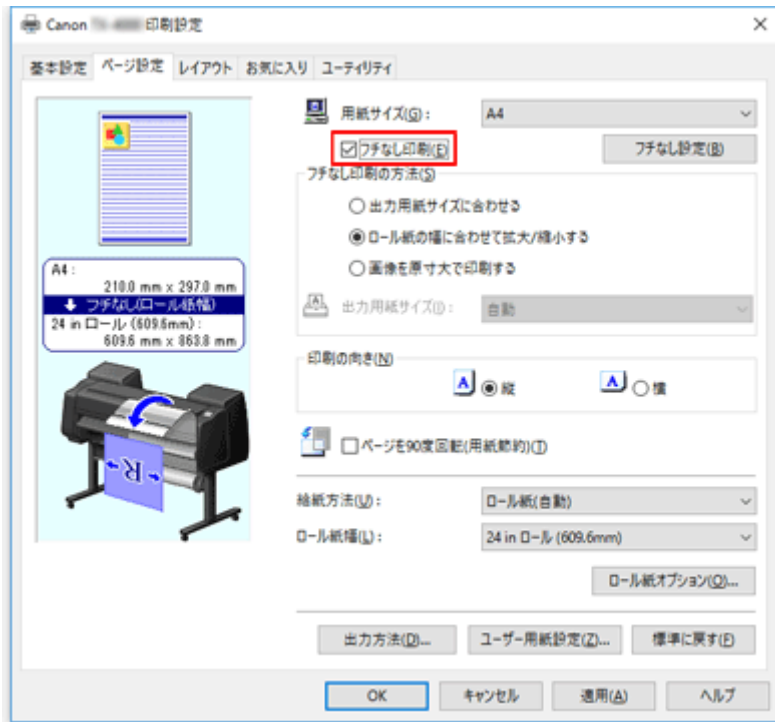 Canon 印刷設定
基本設定 ページ設定 レイアウト お気に入り ユーティリティ
用紙サイズ(G): A4
フチなし印刷(E) フチなし設定(B)
フチなし印刷の方法(S)
出力用紙サイズに合わせる
ロール紙の幅に合わせて拡大/縮小する
画像を原寸大で印刷する
出力用紙サイズ(I): 自動
A4:
210.0 mm x 297.0 mm
フチなし(ロール紙幅)
24 in ロール (609.6mm):
609.6 mm x 863.8 mm
R
印刷の向き(N)
A 縦 A 横
ページを90度回転(用紙節約)(T)
給紙方法(U): ロール紙(自動)
ロール紙幅(L): 24 in ロール (609.6mm)
ロール紙オプション(O)...
出力方法(D)... ユーザー用紙設定(Z)... 標準に戻す(F)
OK キャンセル 適用(A) ヘルプ